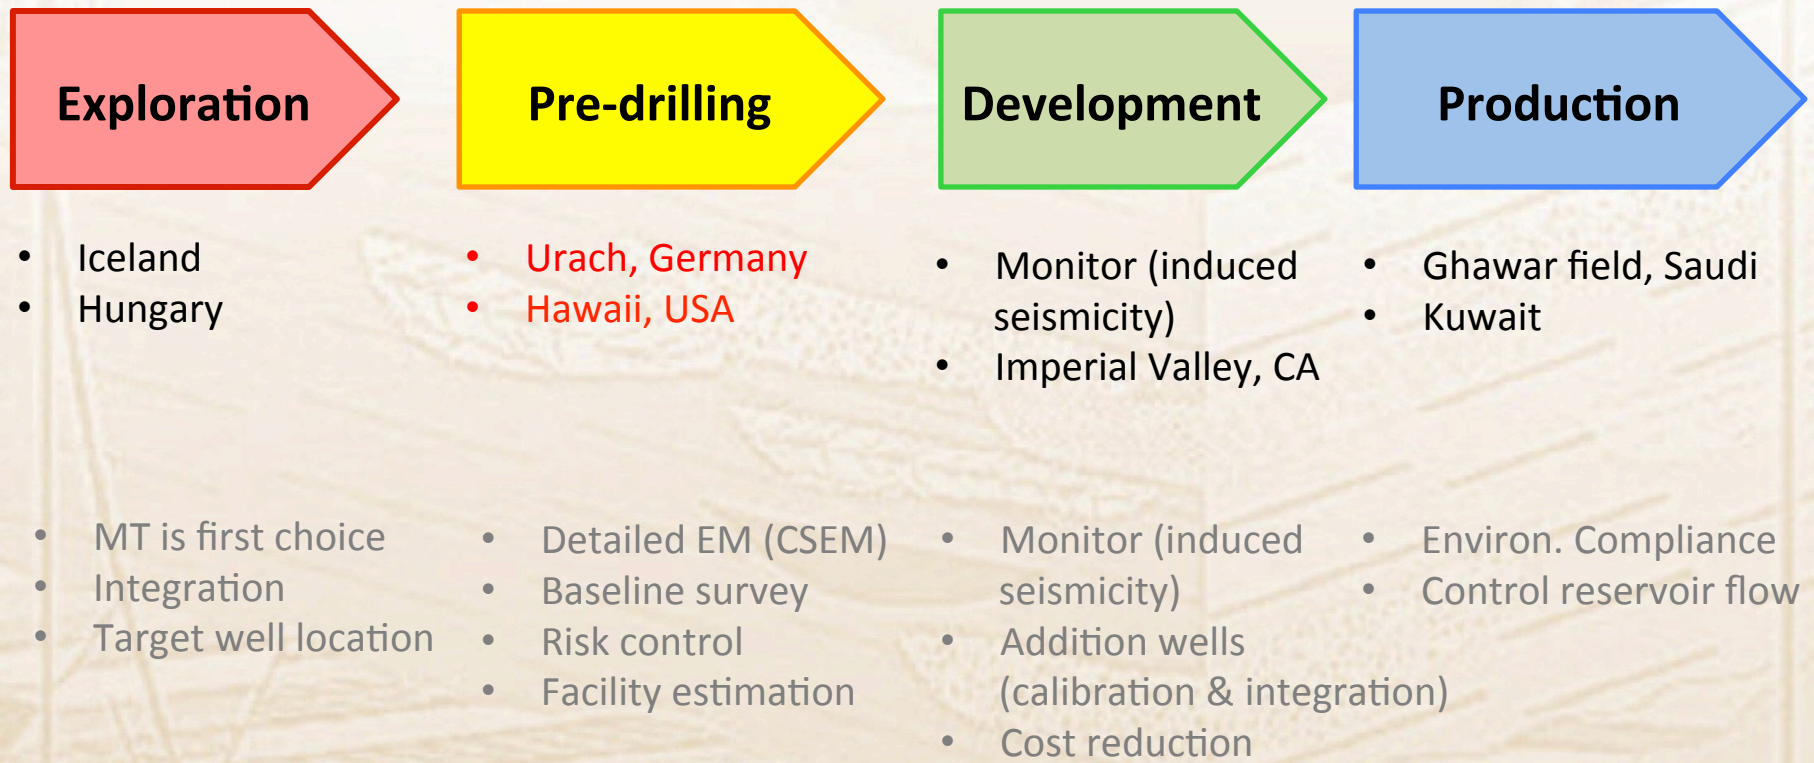 Exploration
Pre-drilling
Development
Production
• Iceland
• Hungary
• Urach, Germany
• Hawaii, USA
• Monitor (induced
seismicity)
• Imperial Valley, CA
• Ghawar field, Saudi
• Kuwait
• MT is first choice
• Integration
• Target well location
• Detailed EM (CSEM)
• Baseline survey
• Risk control
• Facility estimation
• Monitor (induced
seismicity)
• Addition wells
(calibration & integration)
• Cost reduction
• Environ. Compliance
• Control reservoir flow